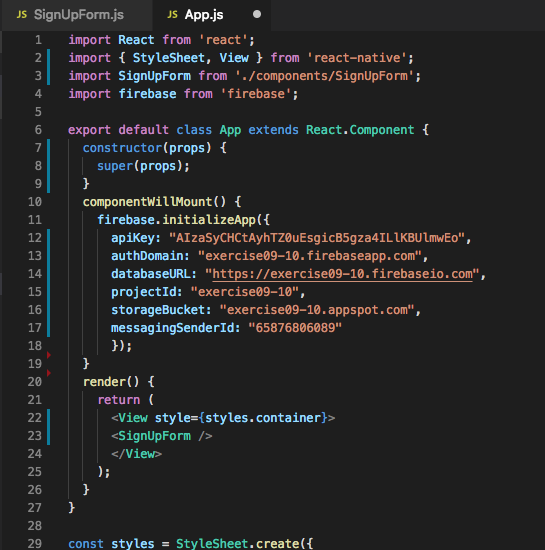 JS SignUpForm.js JS App.js
1 import React from 'react';
2 import { StyleSheet, View } from 'react-native';
3 import SignUpForm from './components/SignUpForm';
4 import firebase from 'firebase';
5
6 export default class App extends React.Component {
7 constructor(props) {
8 super(props);
9 }
10 componentWillMount() {
11 firebase.initializeApp({
12 apiKey: "AIzaSyCHCtAyhTZ0uEsgicB5gza4ILlKBUlmwEo",
13 authDomain: "exercise09-10.firebaseapp.com",
14 databaseURL: "https://exercise09-10.firebaseio.com",
15 projectId: "exercise09-10",
16 storageBucket: "exercise09-10.appspot.com",
17 messagingSenderId: "65876806089"
18 });
19 }
20 render() {
21 return (
22 <View style={styles.container}>
23 <SignUpForm />
24 </View>
25 );
26 }
27 }
28
29 const styles = StyleSheet.create({